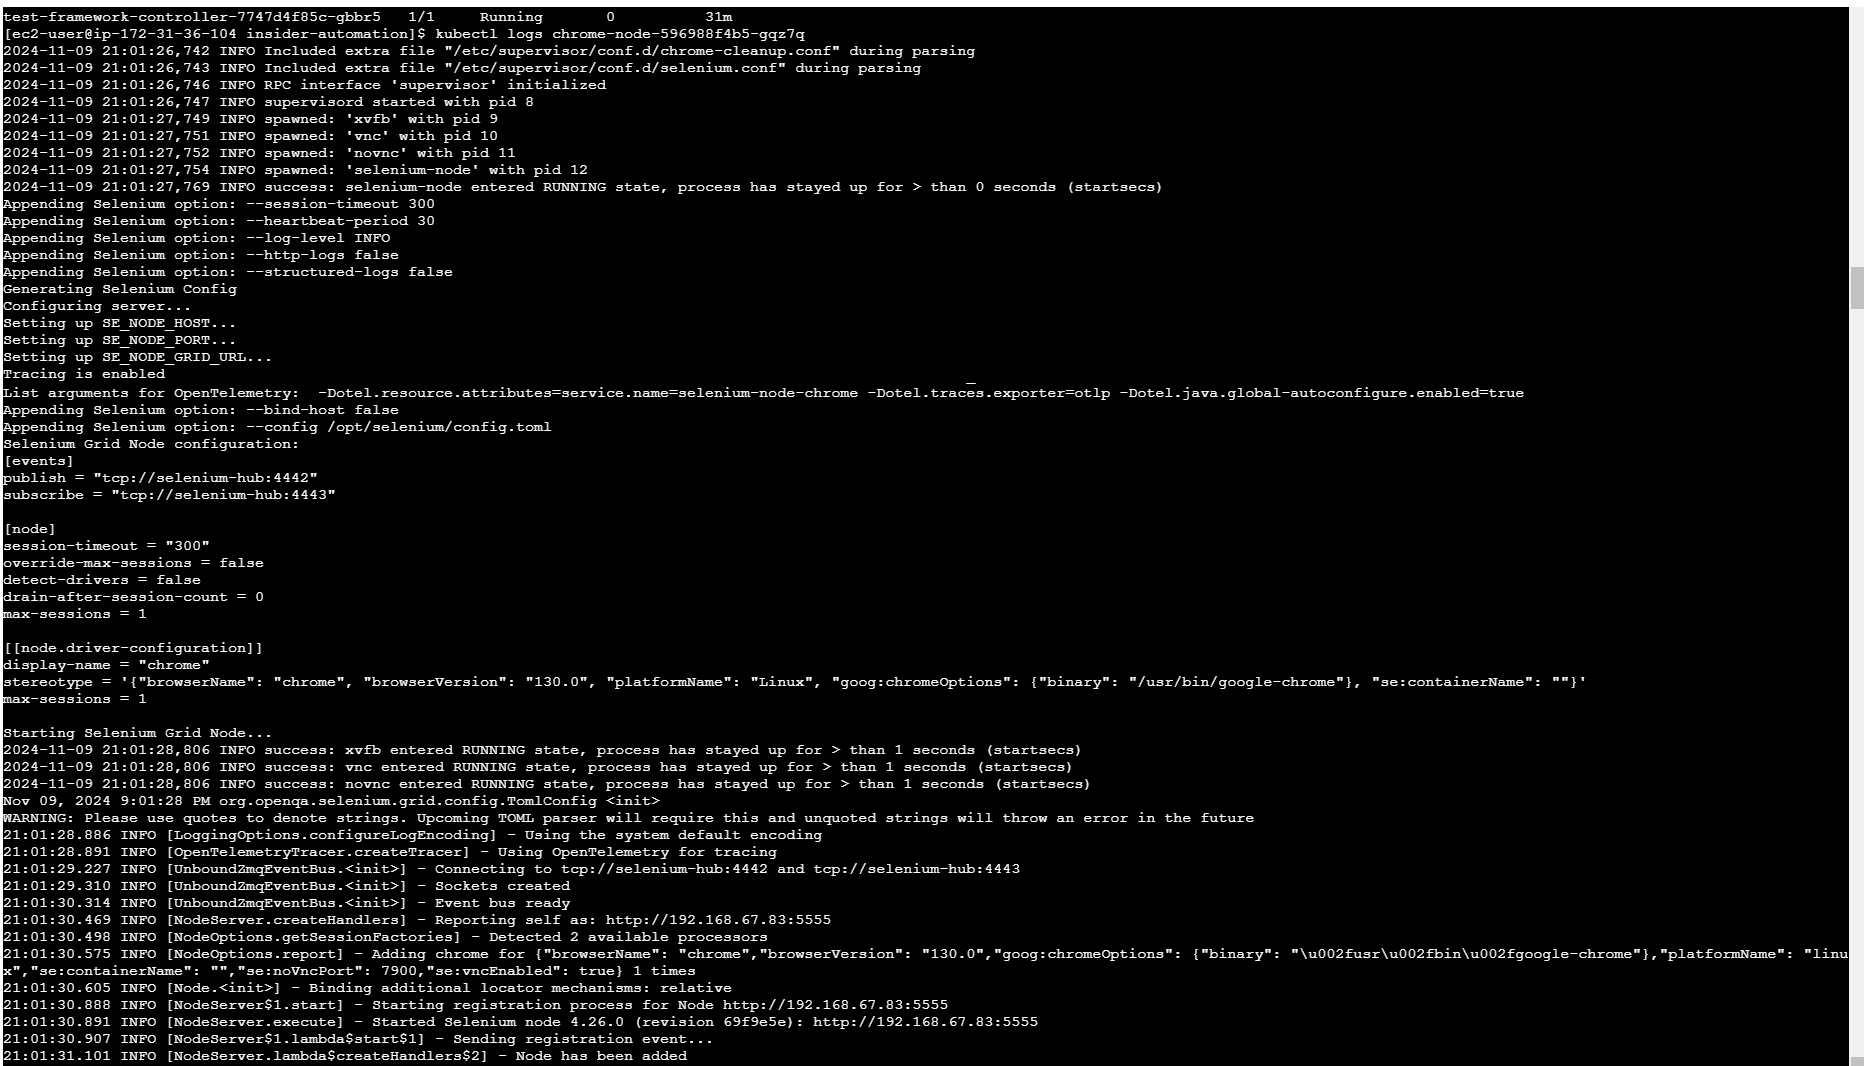 test-framework-controller-7747d4f85c-gbbr5   1/1     Running       0          31m
[ec2-user@ip-172-31-36-104 insider-automation]$ kubectl logs chrome-node-596988f4b5-gqz7q
2024-11-09 21:01:26,742 INFO Included extra file "/etc/supervisor/conf.d/chrome-cleanup.conf" during parsing
2024-11-09 21:01:26,743 INFO Included extra file "/etc/supervisor/conf.d/selenium.conf" during parsing
2024-11-09 21:01:26,746 INFO RPC interface 'supervisor' initialized
2024-11-09 21:01:26,747 INFO supervisord started with pid 8
2024-11-09 21:01:27,749 INFO spawned: 'xvfb' with pid 9
2024-11-09 21:01:27,751 INFO spawned: 'vnc' with pid 10
2024-11-09 21:01:27,752 INFO spawned: 'novnc' with pid 11
2024-11-09 21:01:27,754 INFO spawned: 'selenium-node' with pid 12
2024-11-09 21:01:27,769 INFO success: selenium-node entered RUNNING state, process has stayed up for > than 0 seconds (startsecs)
Appending Selenium option: --session-timeout 300
Appending Selenium option: --heartbeat-period 30
Appending Selenium option: --log-level INFO
Appending Selenium option: --http-logs false
Appending Selenium option: --structured-logs false
Generating Selenium Config
Configuring server...
Setting up SE_NODE_HOST...
Setting up SE_NODE_PORT...
Setting up SE_NODE_GRID_URL...
Tracing is enabled
List arguments for OpenTelemetry:  -Dotel.resource.attributes=service.name=selenium-node-chrome -Dotel.traces.exporter=otlp -Dotel.java.global-autoconfigure.enabled=true
Appending Selenium option: --bind-host false
Appending Selenium option: --config /opt/selenium/config.toml
Selenium Grid Node configuration:
[events]
publish = "tcp://selenium-hub:4442"
subscribe = "tcp://selenium-hub:4443"

[node]
session-timeout = "300"
override-max-sessions = false
detect-drivers = false
drain-after-session-count = 0
max-sessions = 1

[[node.driver-configuration]]
display-name = "chrome"
stereotype = '{"browserName": "chrome", "browserVersion": "130.0", "platformName": "Linux", "goog:chromeOptions": {"binary": "/usr/bin/google-chrome"}, "se:containerName": ""}'
max-sessions = 1

Starting Selenium Grid Node...
2024-11-09 21:01:28,806 INFO success: xvfb entered RUNNING state, process has stayed up for > than 1 seconds (startsecs)
2024-11-09 21:01:28,806 INFO success: vnc entered RUNNING state, process has stayed up for > than 1 seconds (startsecs)
2024-11-09 21:01:28,806 INFO success: novnc entered RUNNING state, process has stayed up for > than 1 seconds (startsecs)
Nov 09, 2024 9:01:28 PM org.openqa.selenium.grid.config.TomlConfig <init>
WARNING: Please use quotes to denote strings. Upcoming TOML parser will require this and unquoted strings will throw an error in the future
21:01:28.886 INFO [LoggingOptions.configureLogEncoding] - Using the system default encoding
21:01:28.891 INFO [OpenTelemetryTracer.createTracer] - Using OpenTelemetry for tracing
21:01:29.227 INFO [UnboundZmqEventBus.<init>] - Connecting to tcp://selenium-hub:4442 and tcp://selenium-hub:4443
21:01:29.310 INFO [UnboundZmqEventBus.<init>] - Sockets created
21:01:30.314 INFO [UnboundZmqEventBus.<init>] - Event bus ready
21:01:30.469 INFO [NodeServer.createHandlers] - Reporting self as: http://192.168.67.83:5555
21:01:30.498 INFO [NodeOptions.getSessionFactories] - Detected 2 available processors
21:01:30.575 INFO [NodeOptions.report] - Adding chrome for {"browserName": "chrome","browserVersion": "130.0","goog:chromeOptions": {"binary": "\u002fusr\u002fbin\u002fgoogle-chrome"},"platformName": "linu
x","se:containerName": "","se:noVncPort": 7900,"se:vncEnabled": true} 1 times
21:01:30.605 INFO [Node.<init>] - Binding additional locator mechanisms: relative
21:01:30.888 INFO [NodeServer$1.start] - Starting registration process for Node http://192.168.67.83:5555
21:01:30.891 INFO [NodeServer.execute] - Started Selenium node 4.26.0 (revision 69f9e5e): http://192.168.67.83:5555
21:01:30.907 INFO [NodeServer$1.lambda$start$1] - Sending registration event...
21:01:31.101 INFO [NodeServer.lambda$createHandlers$2] - Node has been added